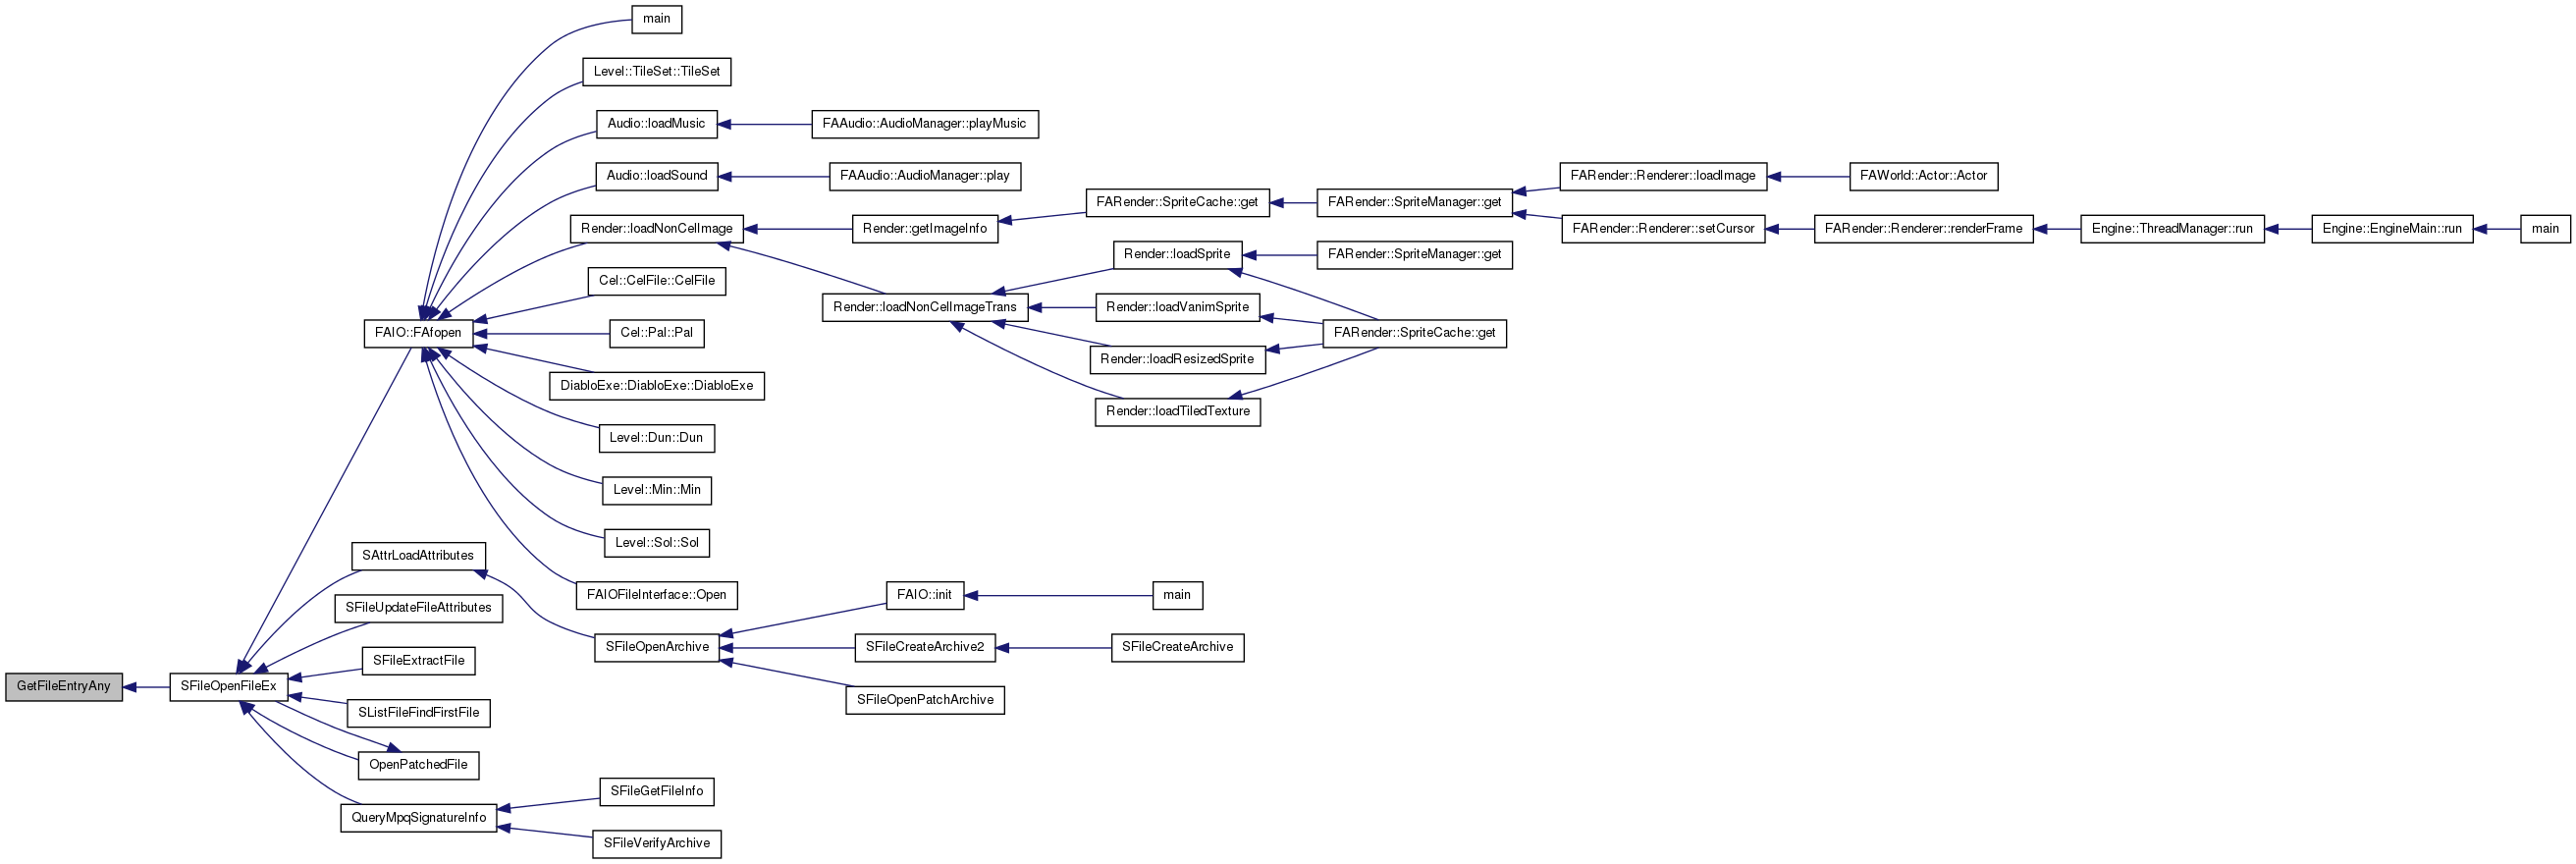 main
Level::TileSet::TileSet
Audio::loadMusic
FAAudio::AudioManager::playMusic
Audio::loadSound
FAAudio::AudioManager::play
FARender::Renderer::loadImage
FAWorld::Actor::Actor
FARender::SpriteCache::get
FARender::SpriteManager::get
Render::loadNonCelImage
Render::getImageInfo
FARender::Renderer::setCursor
FARender::Renderer::renderFrame
Engine::ThreadManager::run
Engine::EngineMain::run
main
Render::loadSprite
FARender::SpriteManager::get
Cel::CelFile::CelFile
Render::loadNonCelImageTrans
Render::loadVanimSprite
FAIO::FAfopen
Cel::Pal::Pal
FARender::SpriteCache::get
Render::loadResizedSprite
DiabloExe::DiabloExe::DiabloExe
Render::loadTiledTexture
Level::Dun::Dun
Level::Min::Min
Level::Sol::Sol
SAttrLoadAttributes
FAIOFileInterface::Open
FAIO::init
main
SFileUpdateFileAttributes
SFileOpenArchive
SFileCreateArchive2
SFileCreateArchive
SFileExtractFile
GetFileEntryAny
SFileOpenFileEx
SFileOpenPatchArchive
SListFileFindFirstFile
OpenPatchedFile
SFileGetFileInfo
QueryMpqSignatureInfo
SFileVerifyArchive